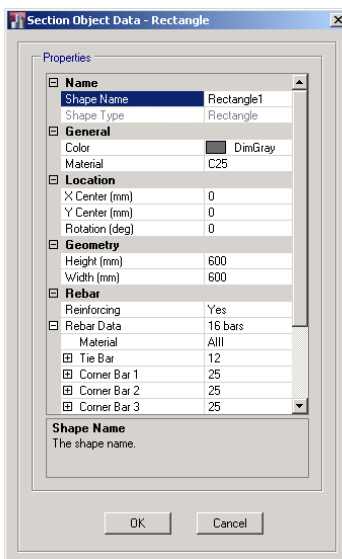 Section Object Data - Rectangle
Properties
Name
Shape Name Rectangle1
Shape Type Rectangle
General
Color DimGray
Material C25
Location
X Center (mm) 0
Y Center (mm) 0
Rotation (deg) 0
Geometry
Height (mm) 600
Width (mm) 600
Rebar
Reinforcing Yes
Rebar Data 16 bars
Material AIII
Tie Bar 12
Corner Bar 1 25
Corner Bar 2 25
Corner Bar 3 25
Shape Name
The shape name.
OK Cancel